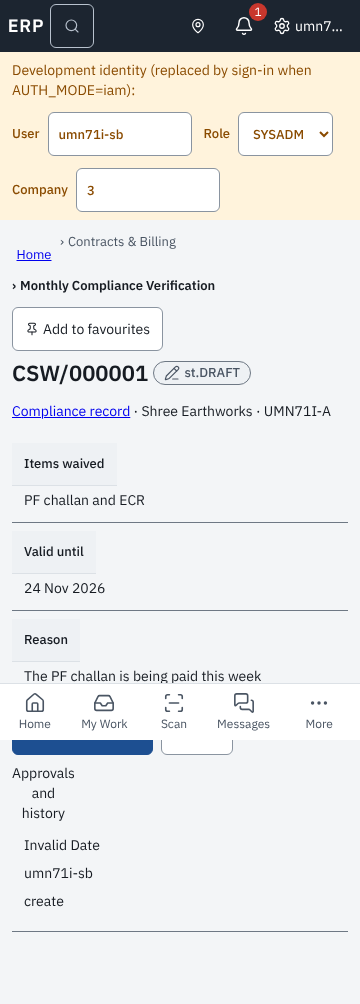 ERP
1
umn7...
Development identity (replaced by sign-in when
AUTH_MODE=iam):
User
umn71i-sb
Role
SYSADM
Company
3
Home
› Contracts & Billing
› Monthly Compliance Verification
Add to favourites
CSW/000001
st.DRAFT
Compliance record · Shree Earthworks · UMN71I-A
Items waived
PF challan and ECR
Valid until
24 Nov 2026
Reason
The PF challan is being paid this week
Home
My Work
Scan
Messages
More
Approvals
and
history
Invalid Date
umn71i-sb
create